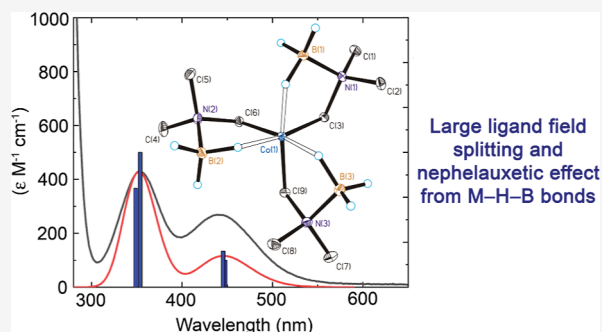 (ε M⁻¹ cm⁻¹)
1000
800
600
400
200
0
300
400
500
600
Wavelength (nm)
B(1)
C(1)
N(1)
C(2)
C(3)
C(5)
N(2)
C(6)
C(4)
B(2)
Co(1)
B(3)
C(9)
N(3)
C(8)
C(7)
Large ligand field
splitting and
nephelauxetic effect
from M–H–B bonds